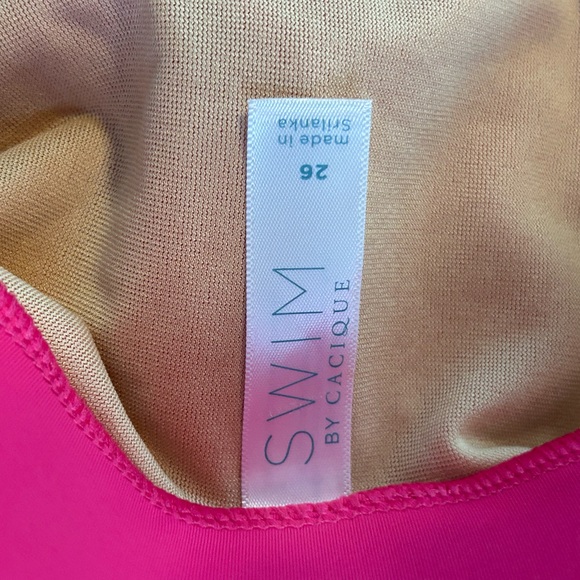 SWIM
BY CACIQUE
26
made in
Srilanka